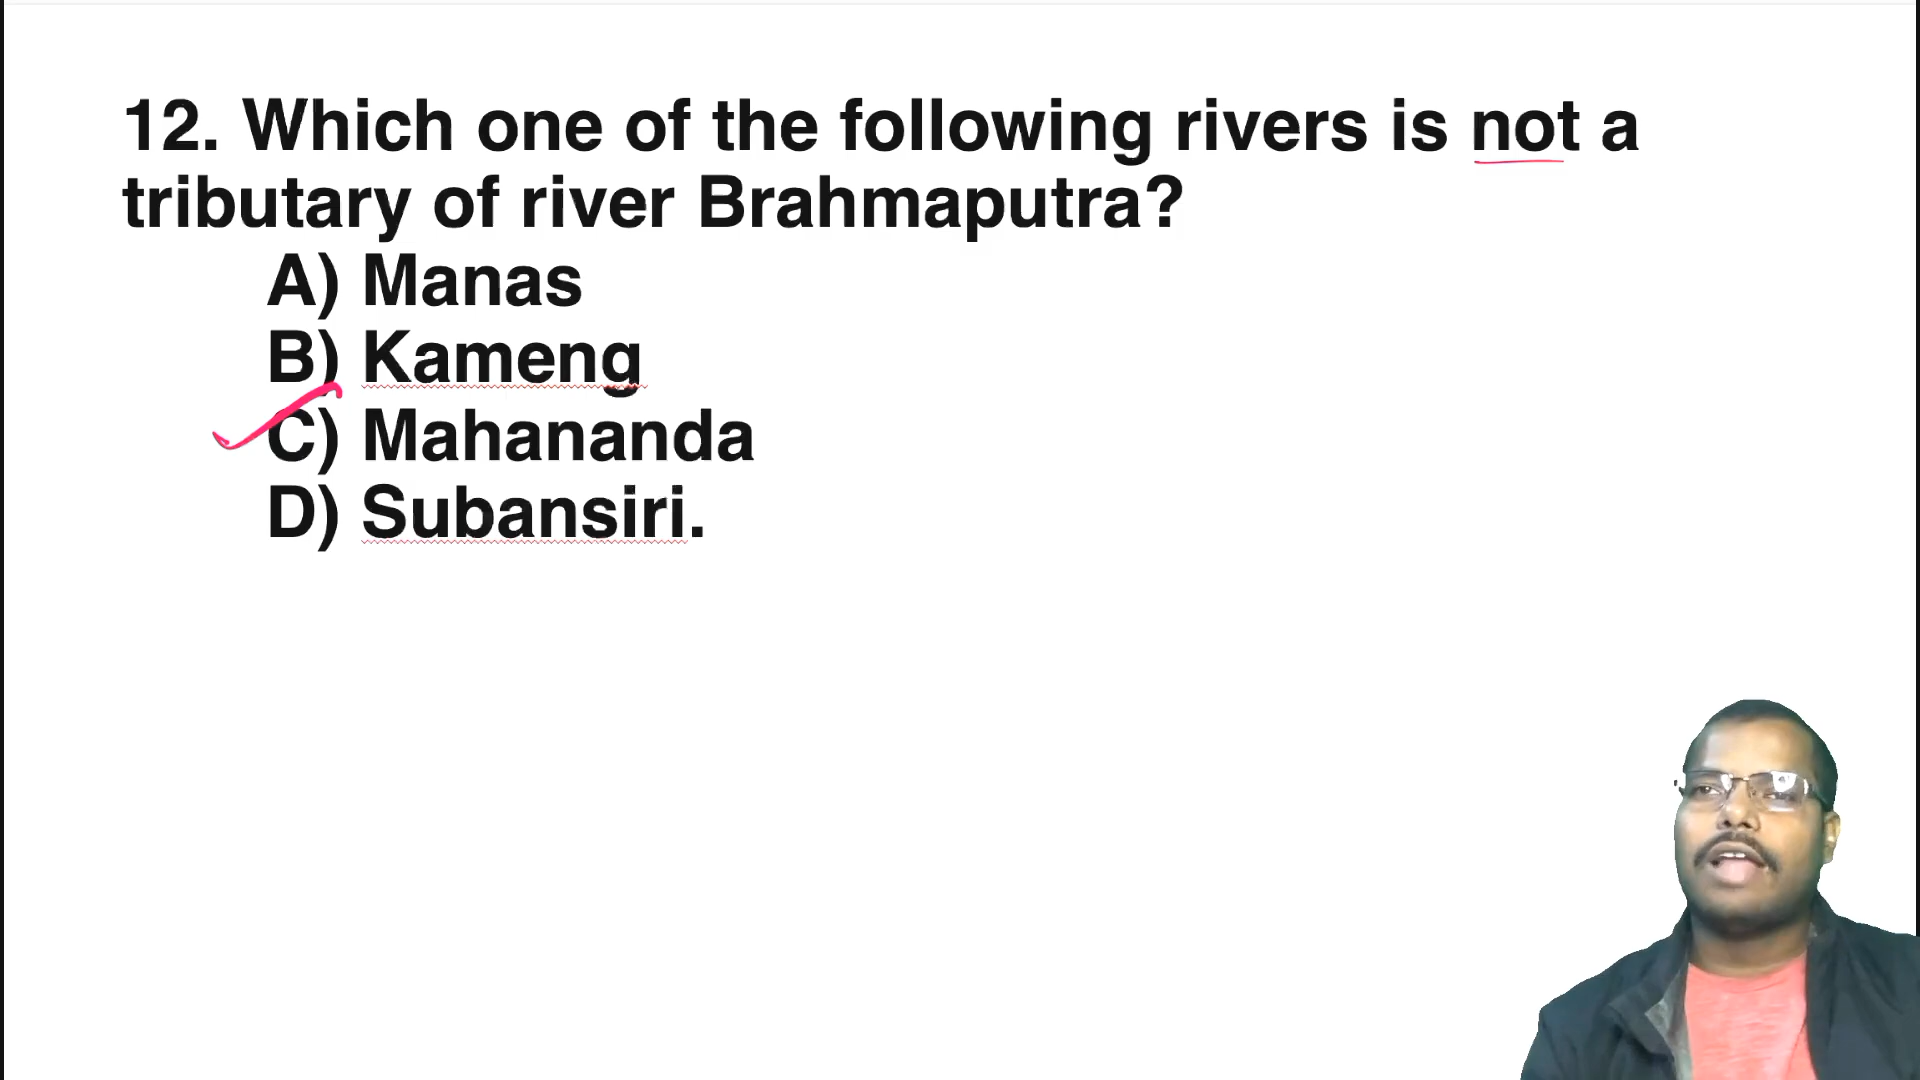 12. Which one of the following rivers is not a
tributary of river Brahmaputra?
A) Manas
B) Kameng
C) Mahananda
D) Subansiri.